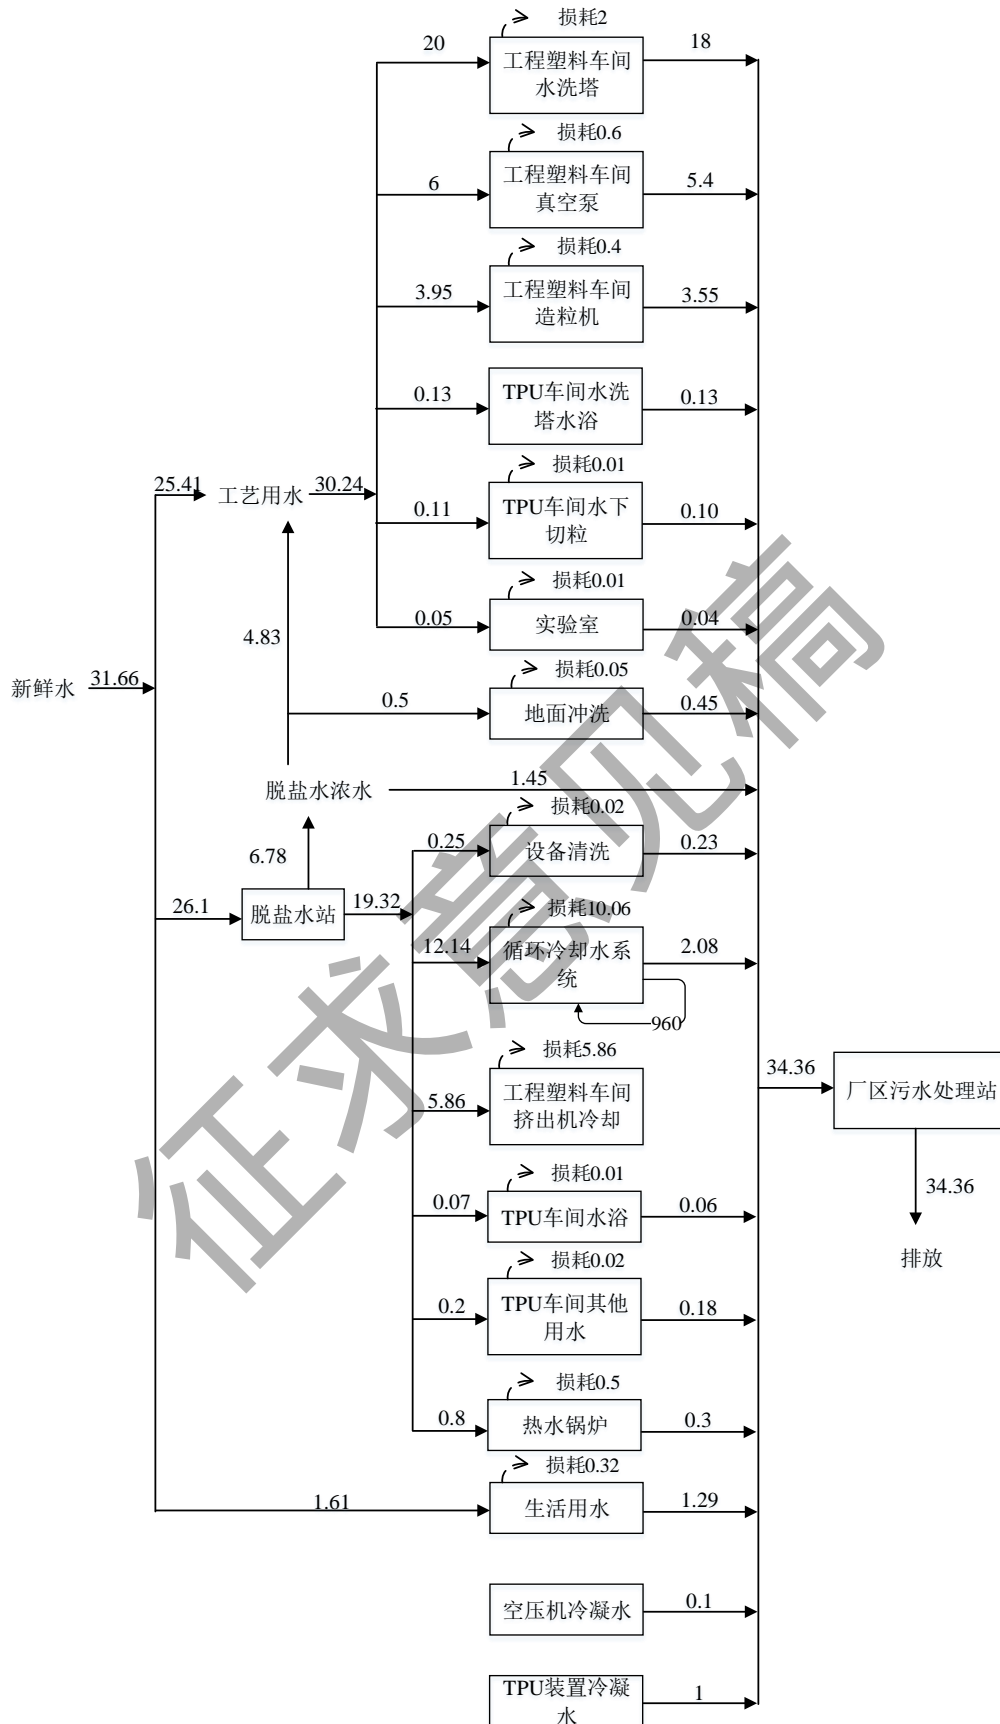 损耗2
20
工程塑料车间
水洗塔
18
损耗0.6
6
工程塑料车间
真空泵
5.4
损耗0.4
3.95
工程塑料车间
造粒机
3.55
0.13
TPU车间水洗
塔水浴
0.13
损耗0.01
25.41
工艺用水
30.24
0.11
TPU车间水下
切粒
0.10
损耗0.01
0.05
实验室
0.04
4.83
新鲜水
31.66
损耗0.05
0.5
地面冲洗
0.45
脱盐水浓水
1.45
损耗0.02
6.78
0.25
设备清洗
0.23
26.1
脱盐水站
19.32
损耗10.06
12.14
循环冷却水系
统
2.08
960
损耗5.86
5.86
工程塑料车间
挤出机冷却
34.36
厂区污水处理站
34.36
排放
损耗0.01
0.07
TPU车间水浴
0.06
损耗0.02
0.2
TPU车间其他
用水
0.18
损耗0.5
0.8
热水锅炉
0.3
损耗0.32
1.61
生活用水
1.29
空压机冷凝水
0.1
TPU装置冷凝
水
1
征求意见稿